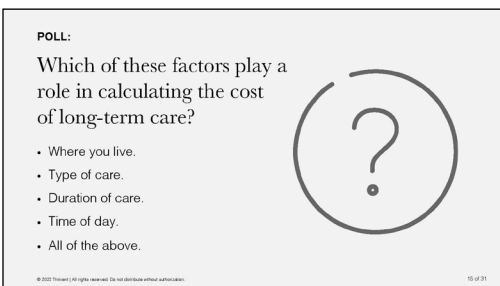 POLL:
Which of these factors play a
role in calculating the cost
of long-term care?
• Where you live.
• Type of care.
• Duration of care.
• Time of day.
• All of the above.
© 2022 Thrivent | All rights reserved. Do not distribute without authorization.
15 of 31